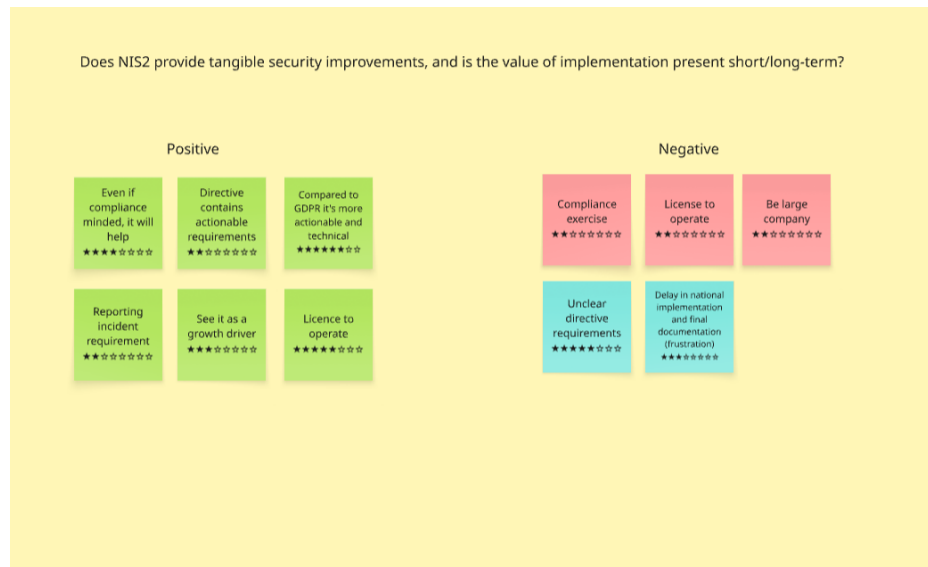 Does NIS2 provide tangible security improvements, and is the value of implementation present short/long-term?
Positive
Even if
compliance
minded, it will
help
★★★★☆☆☆☆
Directive
contains
actionable
requirements
★★☆☆☆☆☆☆
Compared to
GDPR it's more
actionable and
technical
★★★★★★☆☆
Reporting
incident
requirement
★★☆☆☆☆☆☆
See it as a
growth driver
★★★☆☆☆☆☆
Licence to
operate
★★★★★☆☆☆
Negative
Compliance
exercise
★★☆☆☆☆☆☆
License to
operate
★★☆☆☆☆☆☆
Be large
company
★★☆☆☆☆☆☆
Unclear
directive
requirements
★★★★★☆☆☆
Delay in national
implementation
and final
documentation
(frustration)
★★★☆☆☆☆☆